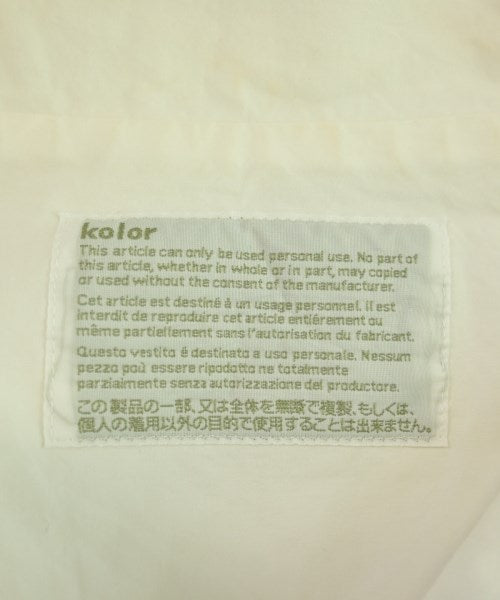 kolor
This article can only be used personal use. No part of
this article, whether in whole or in part, may copied
or used without the consent of the manufacturer.
Cet article est destiné à un usage personnel. Il est
interdit de reproduire cet article entiérement ou
même partiellement sans l'autorisation du fabricant.
Questo vestito é destinato a uso personale. Nessum
pezzo poù essere ripodotto ne totalmente
parziaimente senza autorizzazione del productore.
この製品の一部、又は全体を無断で複製、もしくは、
個人の着用以外の目的で使用することは出来ません。